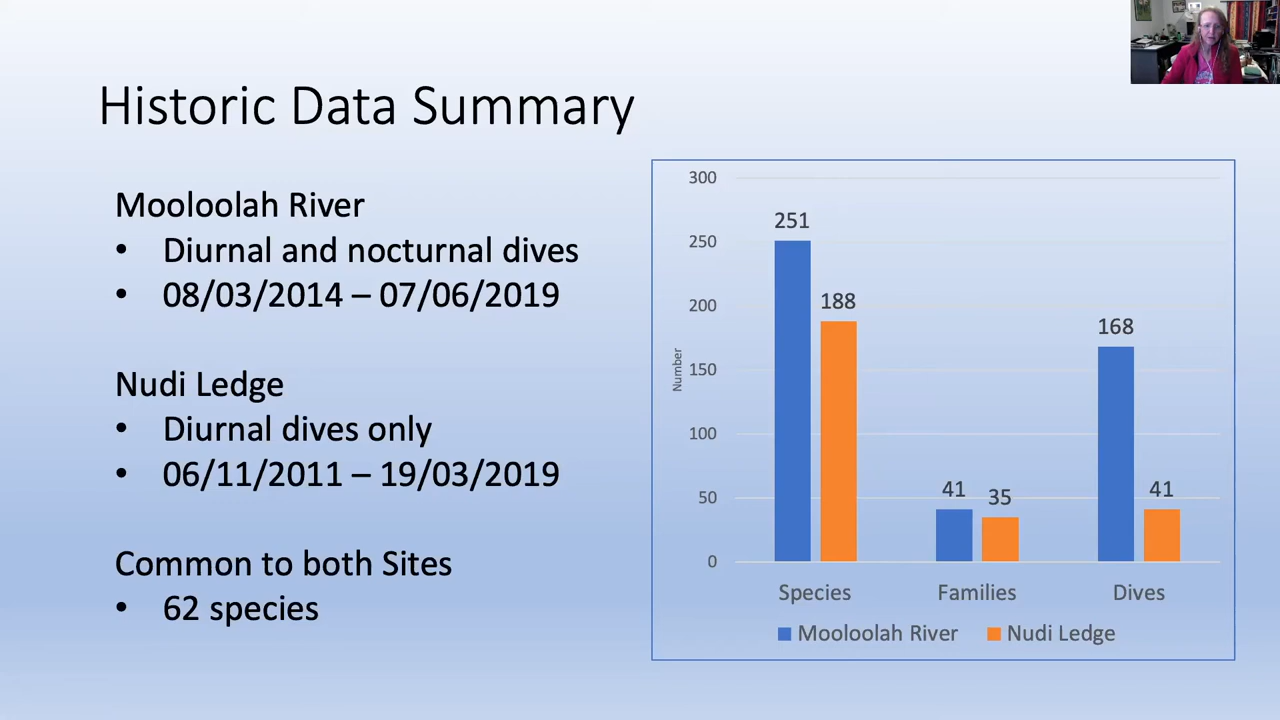 Historic Data Summary
Mooloolah River
• Diurnal and nocturnal dives
• 08/03/2014 – 07/06/2019
Nudi Ledge
• Diurnal dives only
• 06/11/2011 – 19/03/2019
Common to both Sites
• 62 species
300
250
200
150
100
50
0
Number
251
188
41
35
168
41
Species
Families
Dives
Mooloolah River
Nudi Ledge